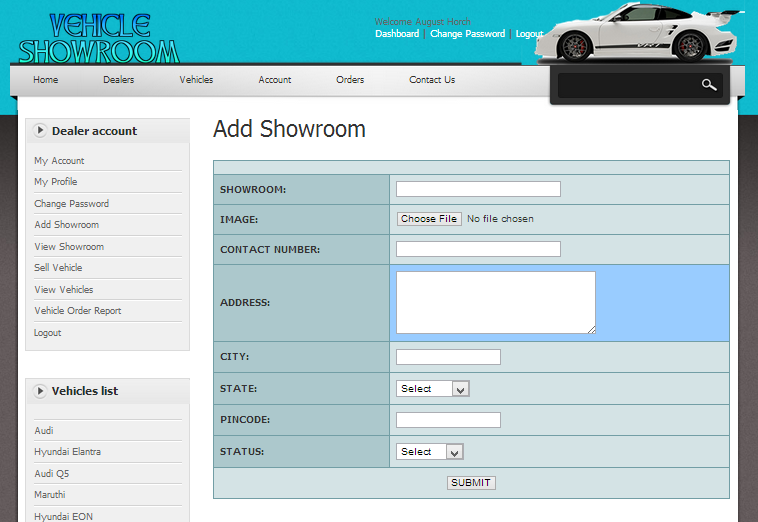 VEHICLE
SHOWROOM
Welcome August Horch
Dashboard | Change Password | Logout
Home Dealers Vehicles Account Orders Contact Us
Dealer account
My Account
My Profile
Change Password
Add Showroom
View Showroom
Sell Vehicle
View Vehicles
Vehicle Order Report
Logout
Vehicles list
Audi
Hyundai Elantra
Audi Q5
Maruthi
Hyundai EON
Add Showroom
SHOWROOM:
IMAGE: Choose File No file chosen
CONTACT NUMBER:
ADDRESS:
CITY:
STATE: Select
PINCODE:
STATUS: Select
SUBMIT